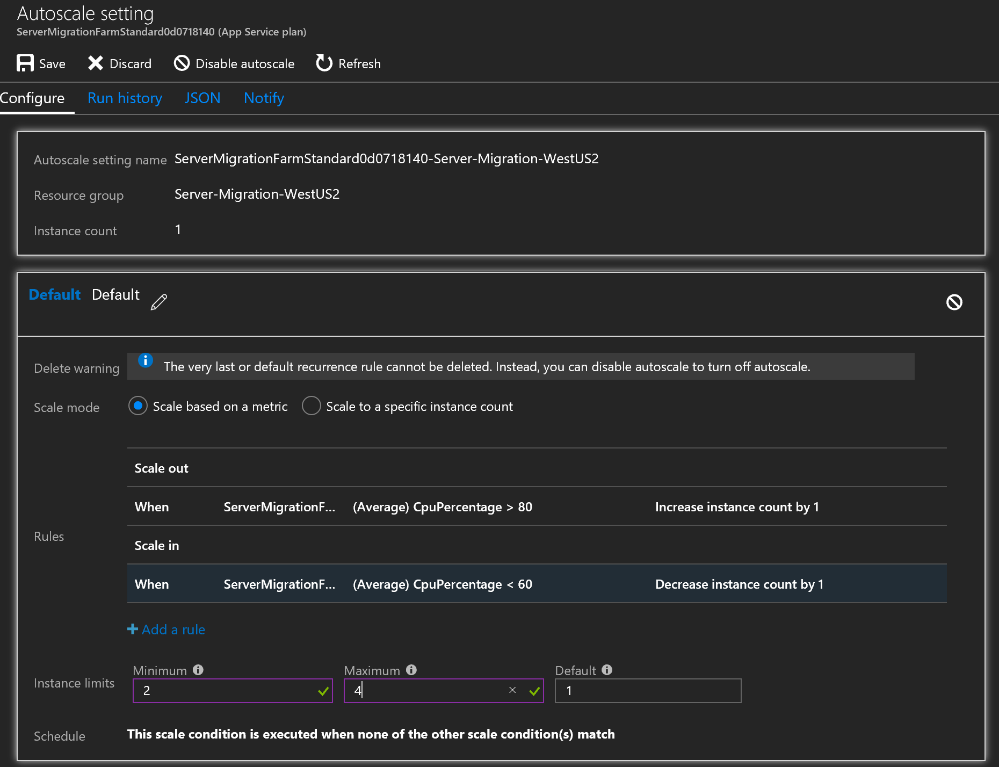 Autoscale setting
ServerMigrationFarmStandard0d0718140 (App Service plan)
Save Discard Disable autoscale Refresh
Configure Run history JSON Notify
Autoscale setting name ServerMigrationFarmStandard0d0718140-Server-Migration-WestUS2
Resource group Server-Migration-WestUS2
Instance count 1
Default Default
Delete warning The very last or default recurrence rule cannot be deleted. Instead, you can disable autoscale to turn off autoscale.
Scale mode Scale based on a metric Scale to a specific instance count
Scale out
When ServerMigrationF... (Average) CpuPercentage > 80 Increase instance count by 1
Rules
Scale in
When ServerMigrationF... (Average) CpuPercentage < 60 Decrease instance count by 1
+ Add a rule
Minimum Maximum Default
Instance limits 2 4 1
Schedule This scale condition is executed when none of the other scale condition(s) match